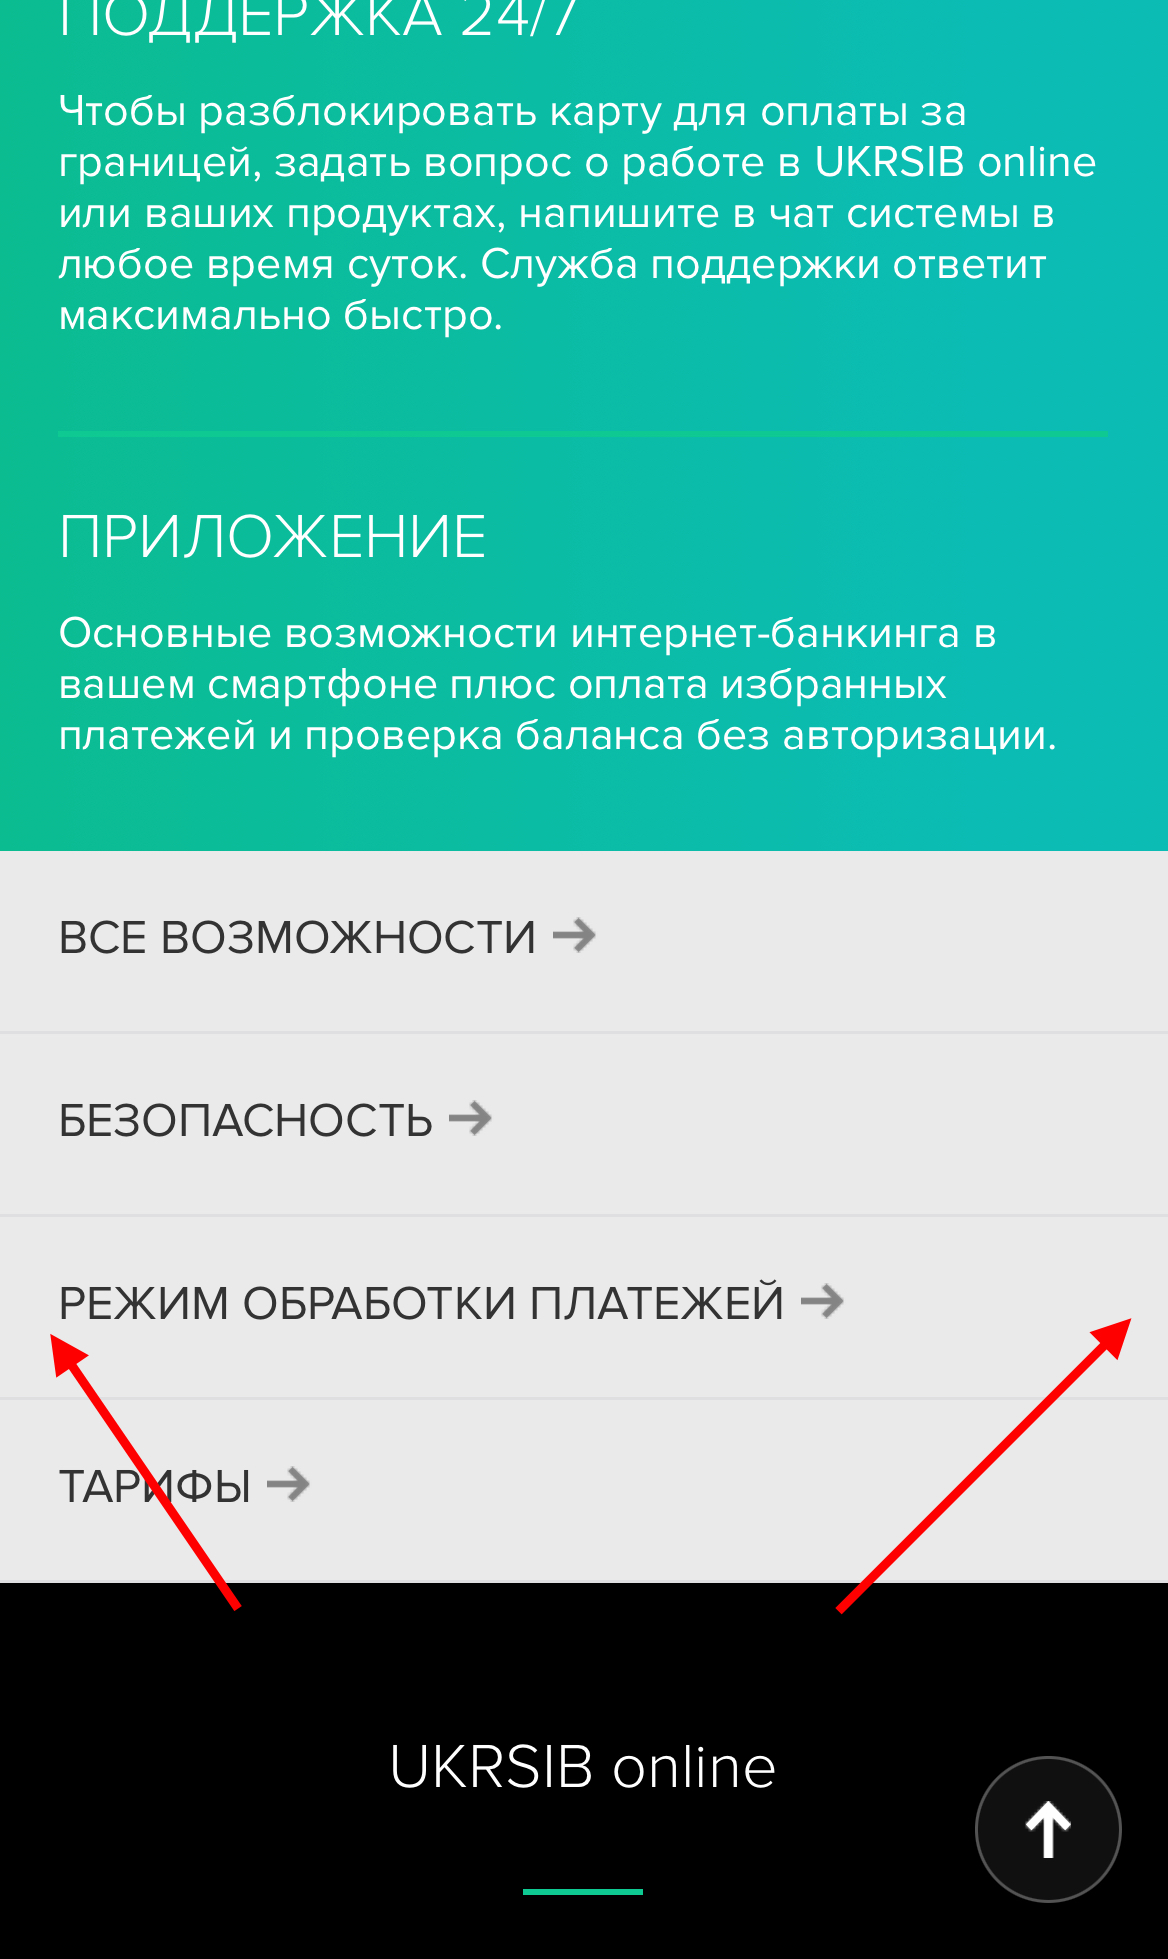 ПОДДЕРЖКА 24/7
Чтобы разблокировать карту для оплаты за
границей, задать вопрос о работе в UKRSIB online
или ваших продуктах, напишите в чат системы в
любое время суток. Служба поддержки ответит
максимально быстро.
ПРИЛОЖЕНИЕ
Основные возможности интернет-банкинга в
вашем смартфоне плюс оплата избранных
платежей и проверка баланса без авторизации.
ВСЕ ВОЗМОЖНОСТИ
БЕЗОПАСНОСТЬ
РЕЖИМ ОБРАБОТКИ ПЛАТЕЖЕЙ
ТАРИФЫ
UKRSIB online